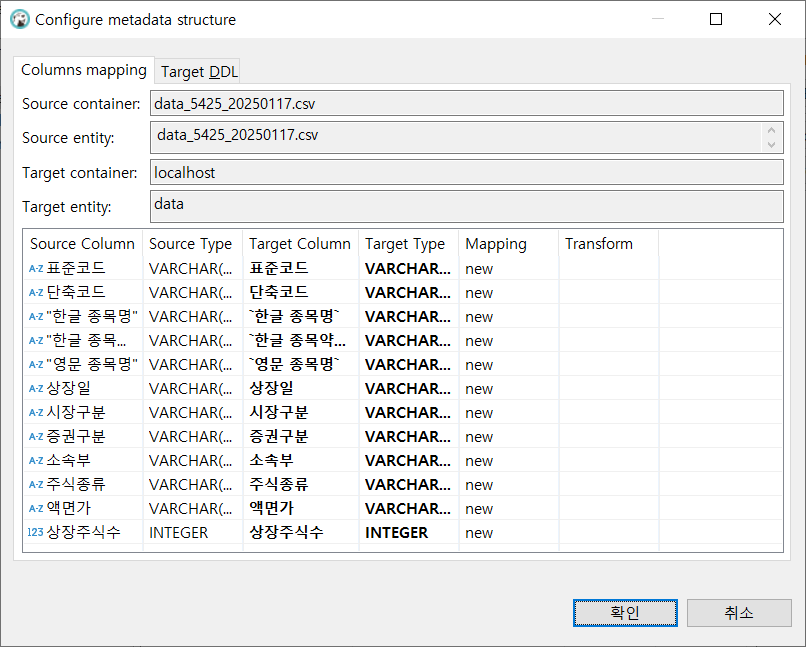 Configure metadata structure
Columns mapping Target DDL
Source container: data_5425_20250117.csv
Source entity: data_5425_20250117.csv
Target container: localhost
Target entity: data
Source Column Source Type Target Column Target Type Mapping Transform
A-Z 표준코드 VARCHAR(... 표준코드 VARCHAR... new
A-Z 단축코드 VARCHAR(... 단축코드 VARCHAR... new
A-Z "한글 종목명" VARCHAR(... `한글 종목명` VARCHAR... new
A-Z "한글 종목... VARCHAR(... `한글 종목약... VARCHAR... new
A-Z "영문 종목명" VARCHAR(... `영문 종목명` VARCHAR... new
A-Z 상장일 VARCHAR(... 상장일 VARCHAR... new
A-Z 시장구분 VARCHAR(... 시장구분 VARCHAR... new
A-Z 증권구분 VARCHAR(... 증권구분 VARCHAR... new
A-Z 소속부 VARCHAR(... 소속부 VARCHAR... new
A-Z 주식종류 VARCHAR(... 주식종류 VARCHAR... new
A-Z 액면가 VARCHAR(... 액면가 VARCHAR... new
123 상장주식수 INTEGER 상장주식수 INTEGER new
확인 취소